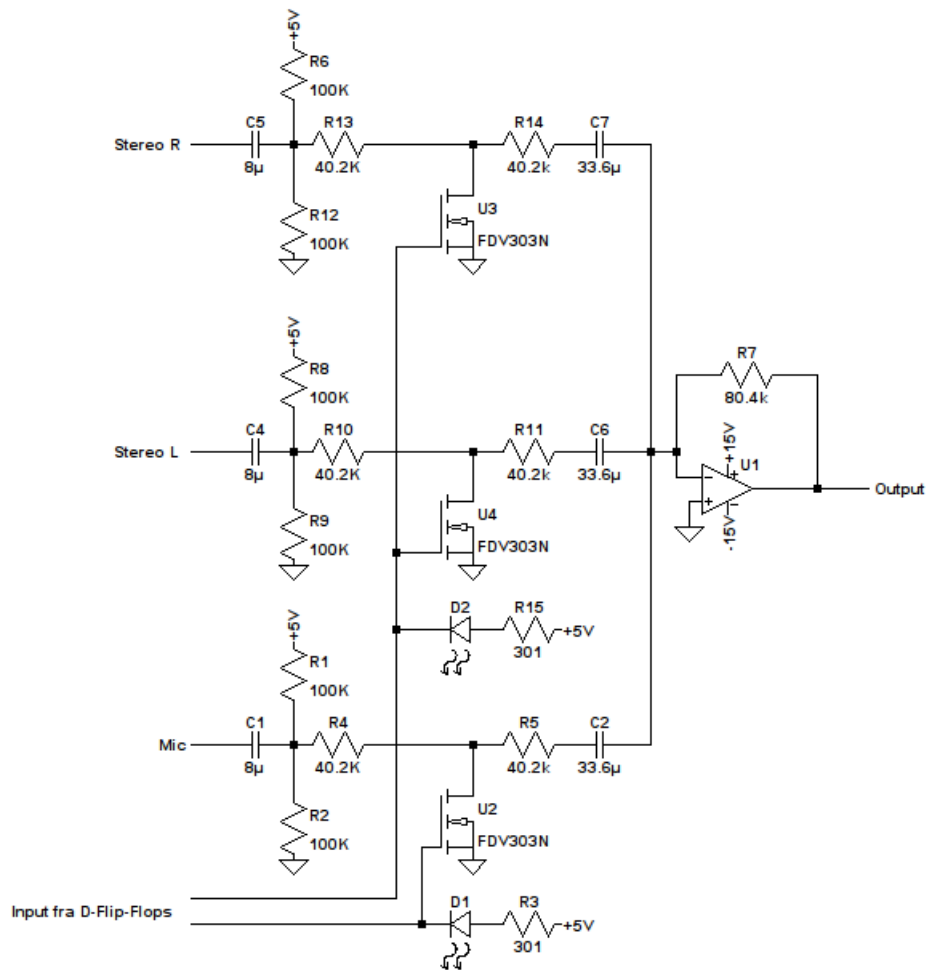 +5V
R6
100K
C5
R13
R14
C7
Stereo R
8µ
40.2K
40.2k
33.6µ
R12
100K
U3
FDV303N
+5V
R8
100K
R7
80.4k
C4
R10
R11
C6
Stereo L
8µ
40.2K
40.2k
33.6µ
+15V
U1
Output
-15V
R9
100K
U4
FDV303N
D2
R15
+5V
301
+5V
R1
100K
C1
R4
R5
C2
Mic
8µ
40.2K
40.2k
33.6µ
R2
100K
U2
FDV303N
Input fra D-Flip-Flops
D1
R3
+5V
301